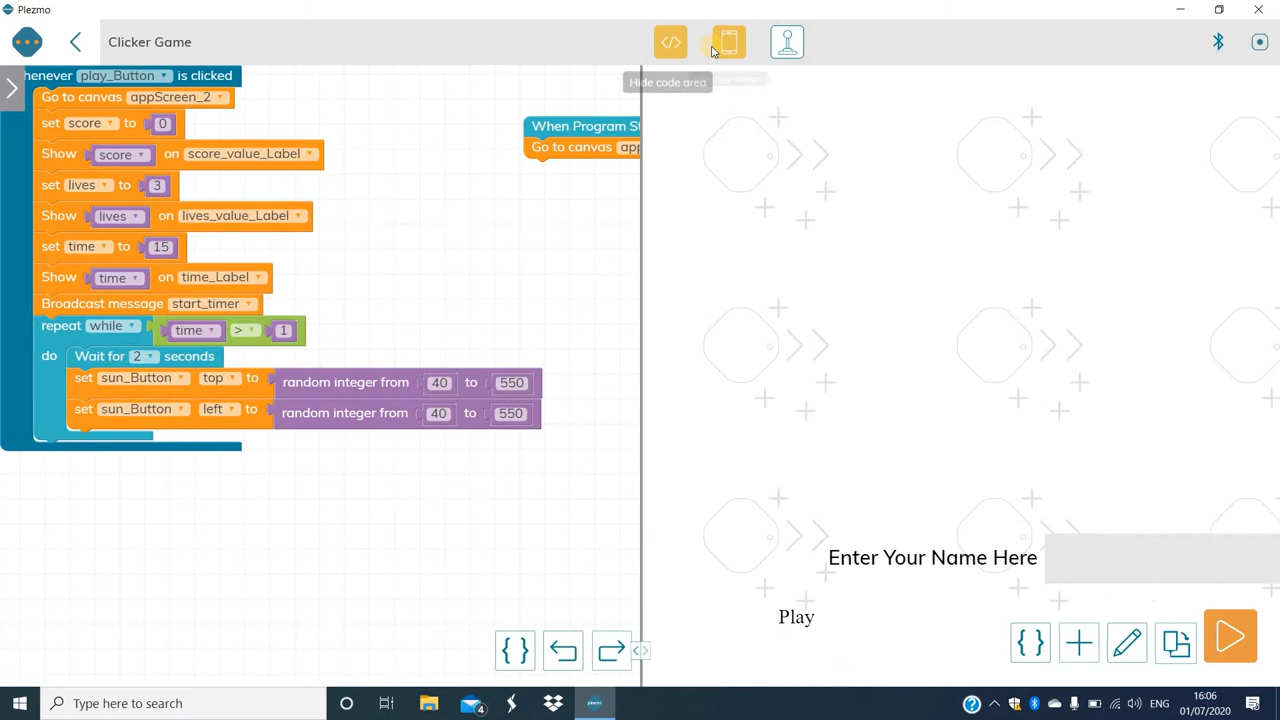 Plezmo
Clicker Game
Hide code area
henever play_Button is clicked
Go to canvas appScreen_2
set score to 0
Show score on score_value_Label
set lives to 3
Show lives on lives_value_Label
set time to 15
Show time on time_Label
Broadcast message start_timer
repeat while time > 1
do Wait for 2 seconds
set sun_Button top to random integer from 40 to 550
set sun_Button left to random integer from 40 to 550
When Program St
Go to canvas app
Enter Your Name Here
Play
Type here to search
4
plezmo
ENG
16:06
01/07/2020